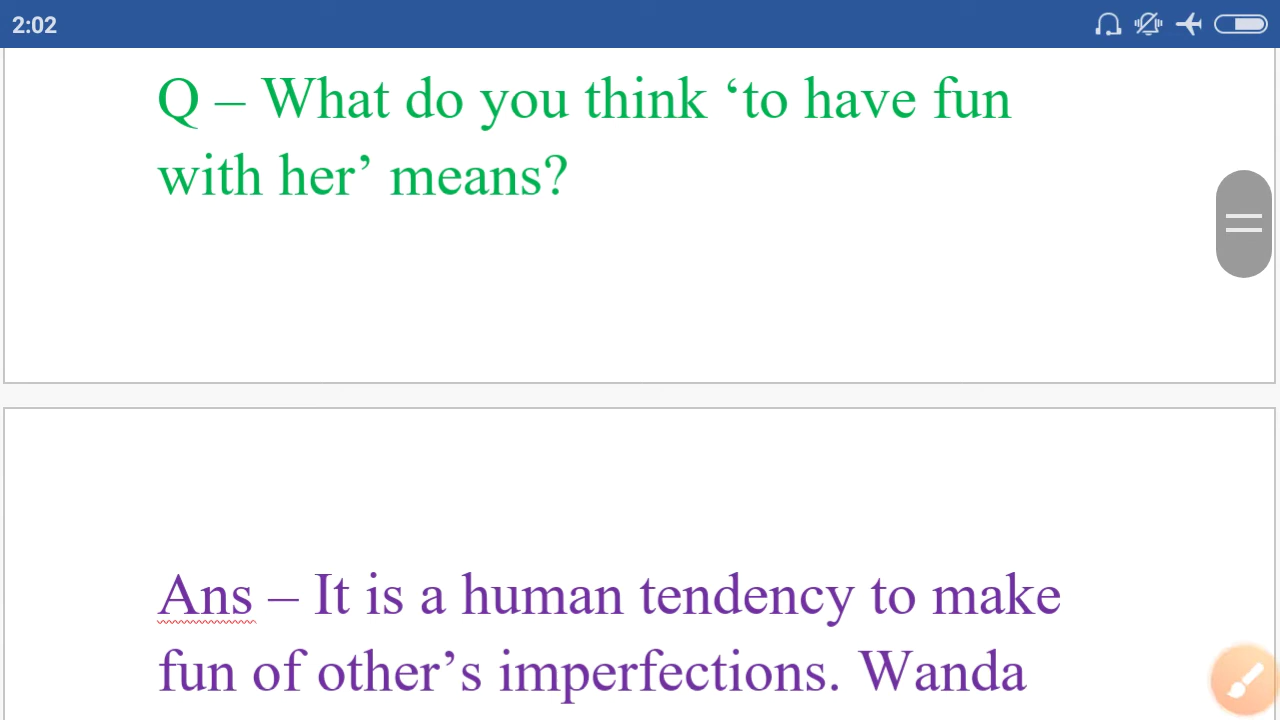 2:02
Q – What do you think ‘to have fun
with her’ means?
Ans – It is a human tendency to make
fun of other’s imperfections. Wanda